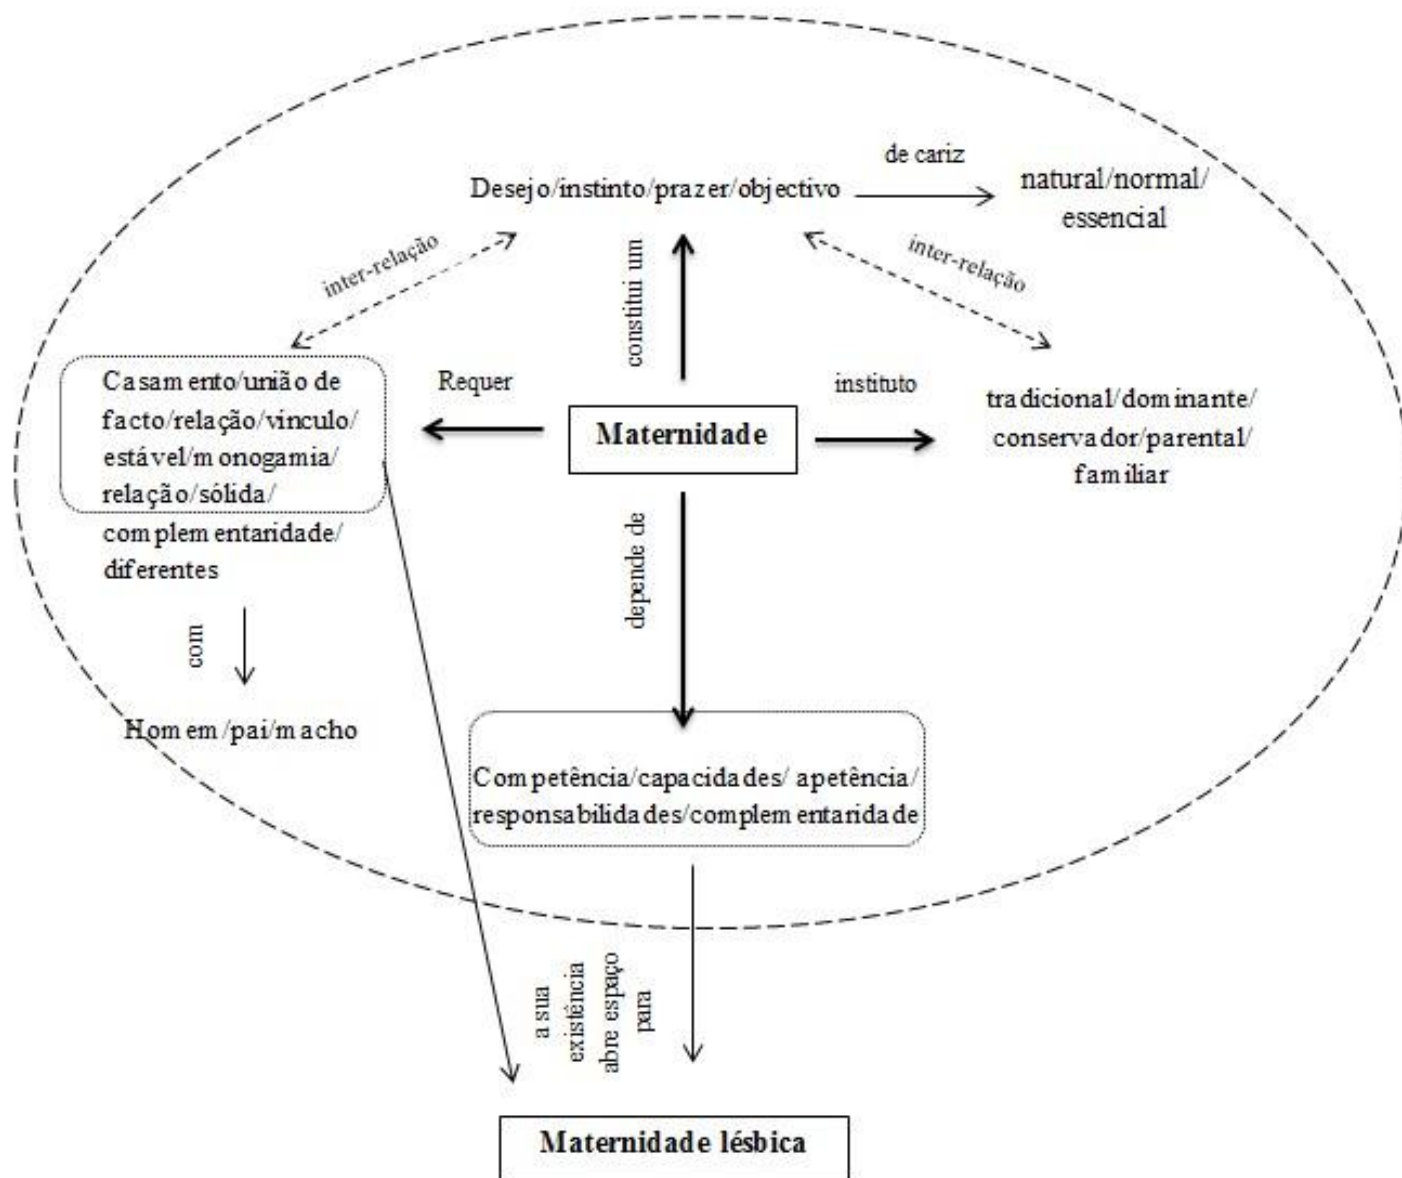 de cariz
Desejo/instinto/prazer/objectivo
natural/normal/
essencial
inter-relação
constitui um
inter-relação
Casamento/união de
facto/relação/vinculo/
estável/monogamia/
relação/sólida/
complementaridade/
diferentes
Requer
Maternidade
instituto
tradicional/dominante/
conservador/parental/
familiar
depende de
com
Homem/pai/macho
Competência/capacidades/ apetência/
responsabilidades/complementaridade
a sua
existência
abre espaço
para
Maternidade lésbica